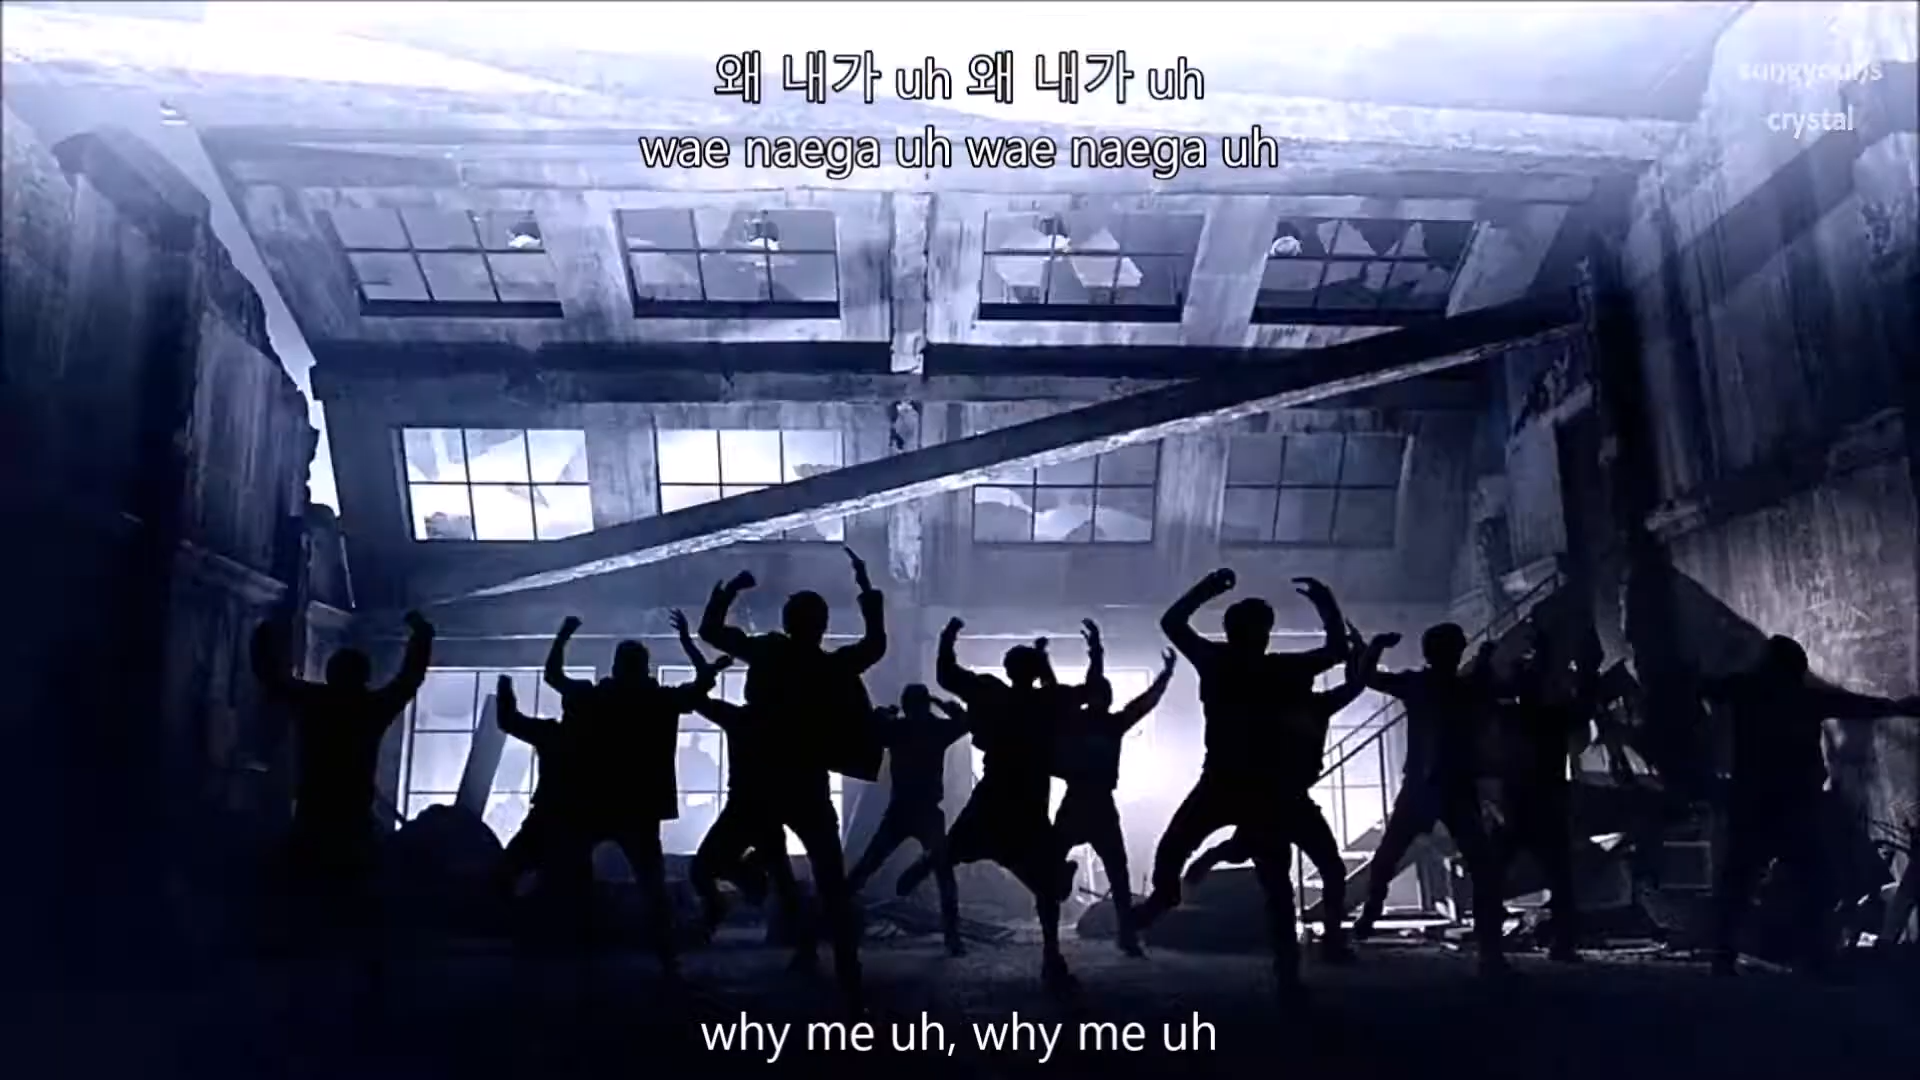 왜 내가 uh 왜 내가 uh
wae naega uh wae naega uh
sungyouns
crystal
why me uh, why me uh